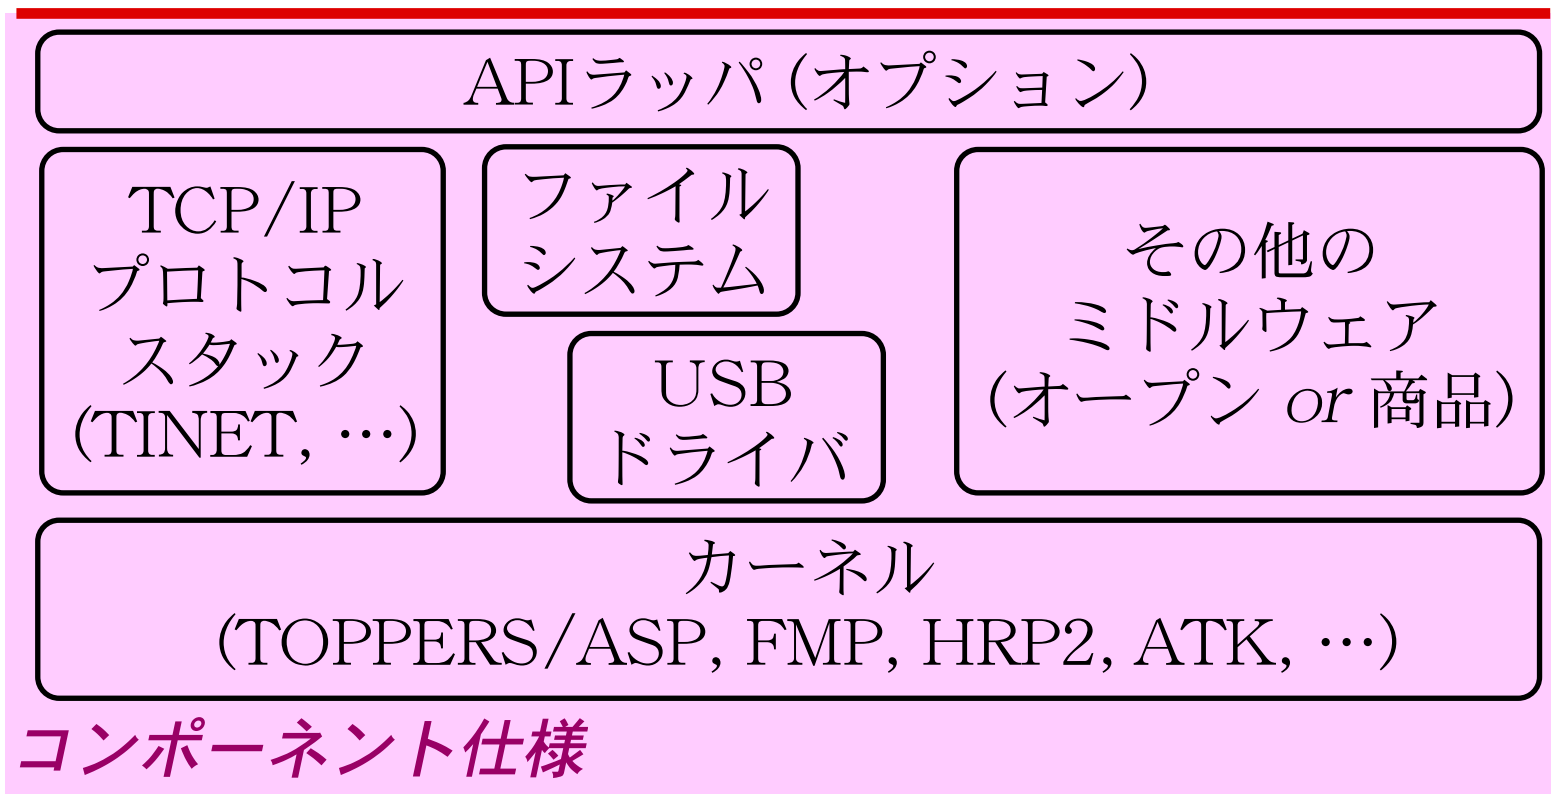 APIラッパ (オプション)
TCP/IP
プロトコル
スタック
(TINET, …)
ファイル
システム
USB
ドライバ
その他の
ミドルウェア
(オープン or 商品)
カーネル
(TOPPERS/ASP, FMP, HRP2, ATK, …)
コンポーネント仕様